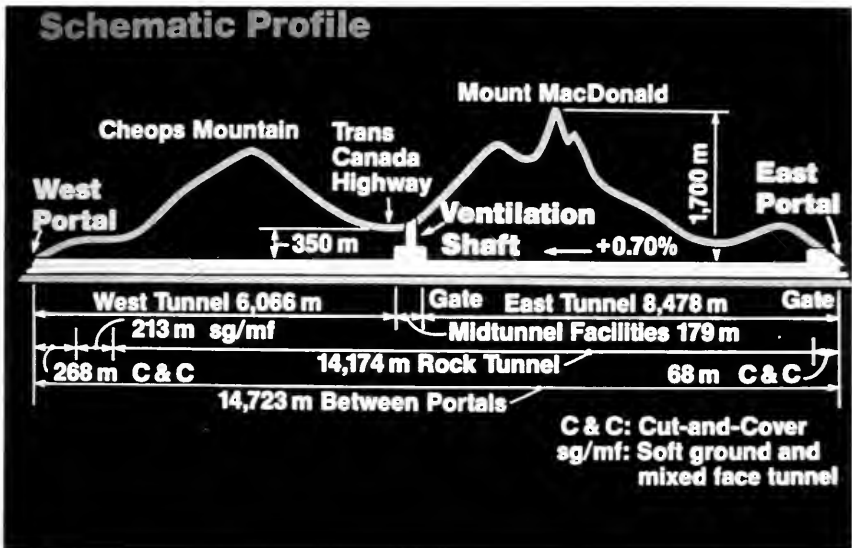 Schematic Profile
Mount MacDonald
Cheops Mountain
Trans
Canada
Highway
West
Portal
1,700 m
East
Portal
Ventilation
Shaft
~350 m
+0.70%
West Tunnel 6,066 m
Gate
East Tunnel 8,478 m
Gate
213 m sg/mf
Midtunnel Facilities 179 m
14,174 m Rock Tunnel
268 m C & C
68 m C & C
14,723 m Between Portals
C & C: Cut-and-Cover
sg/mf: Soft ground and
mixed face tunnel